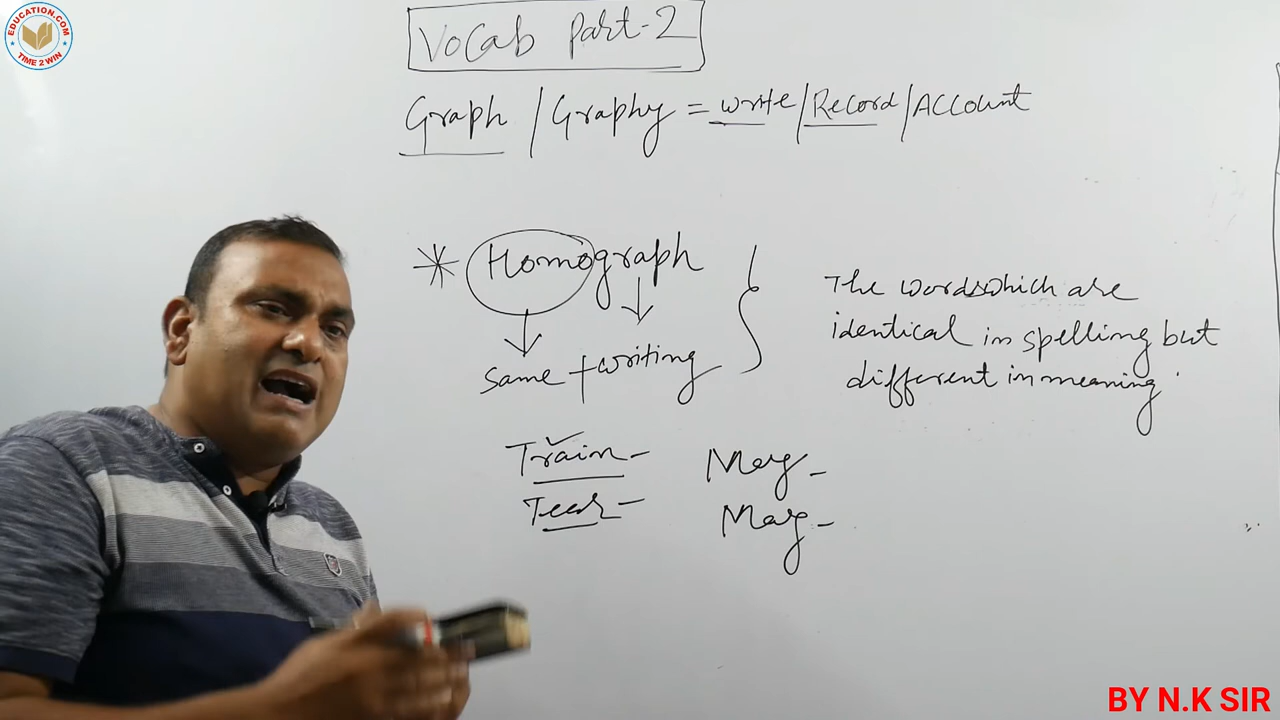 EDUCATION.COM
TIME 2 WIN
Vocab Part-2
Graph / Graphy = write / Record / Account
* Homograph
same + writing
The words which are
identical in spelling but
different in meaning.
Train - May -
Tear - May -
BY N.K SIR